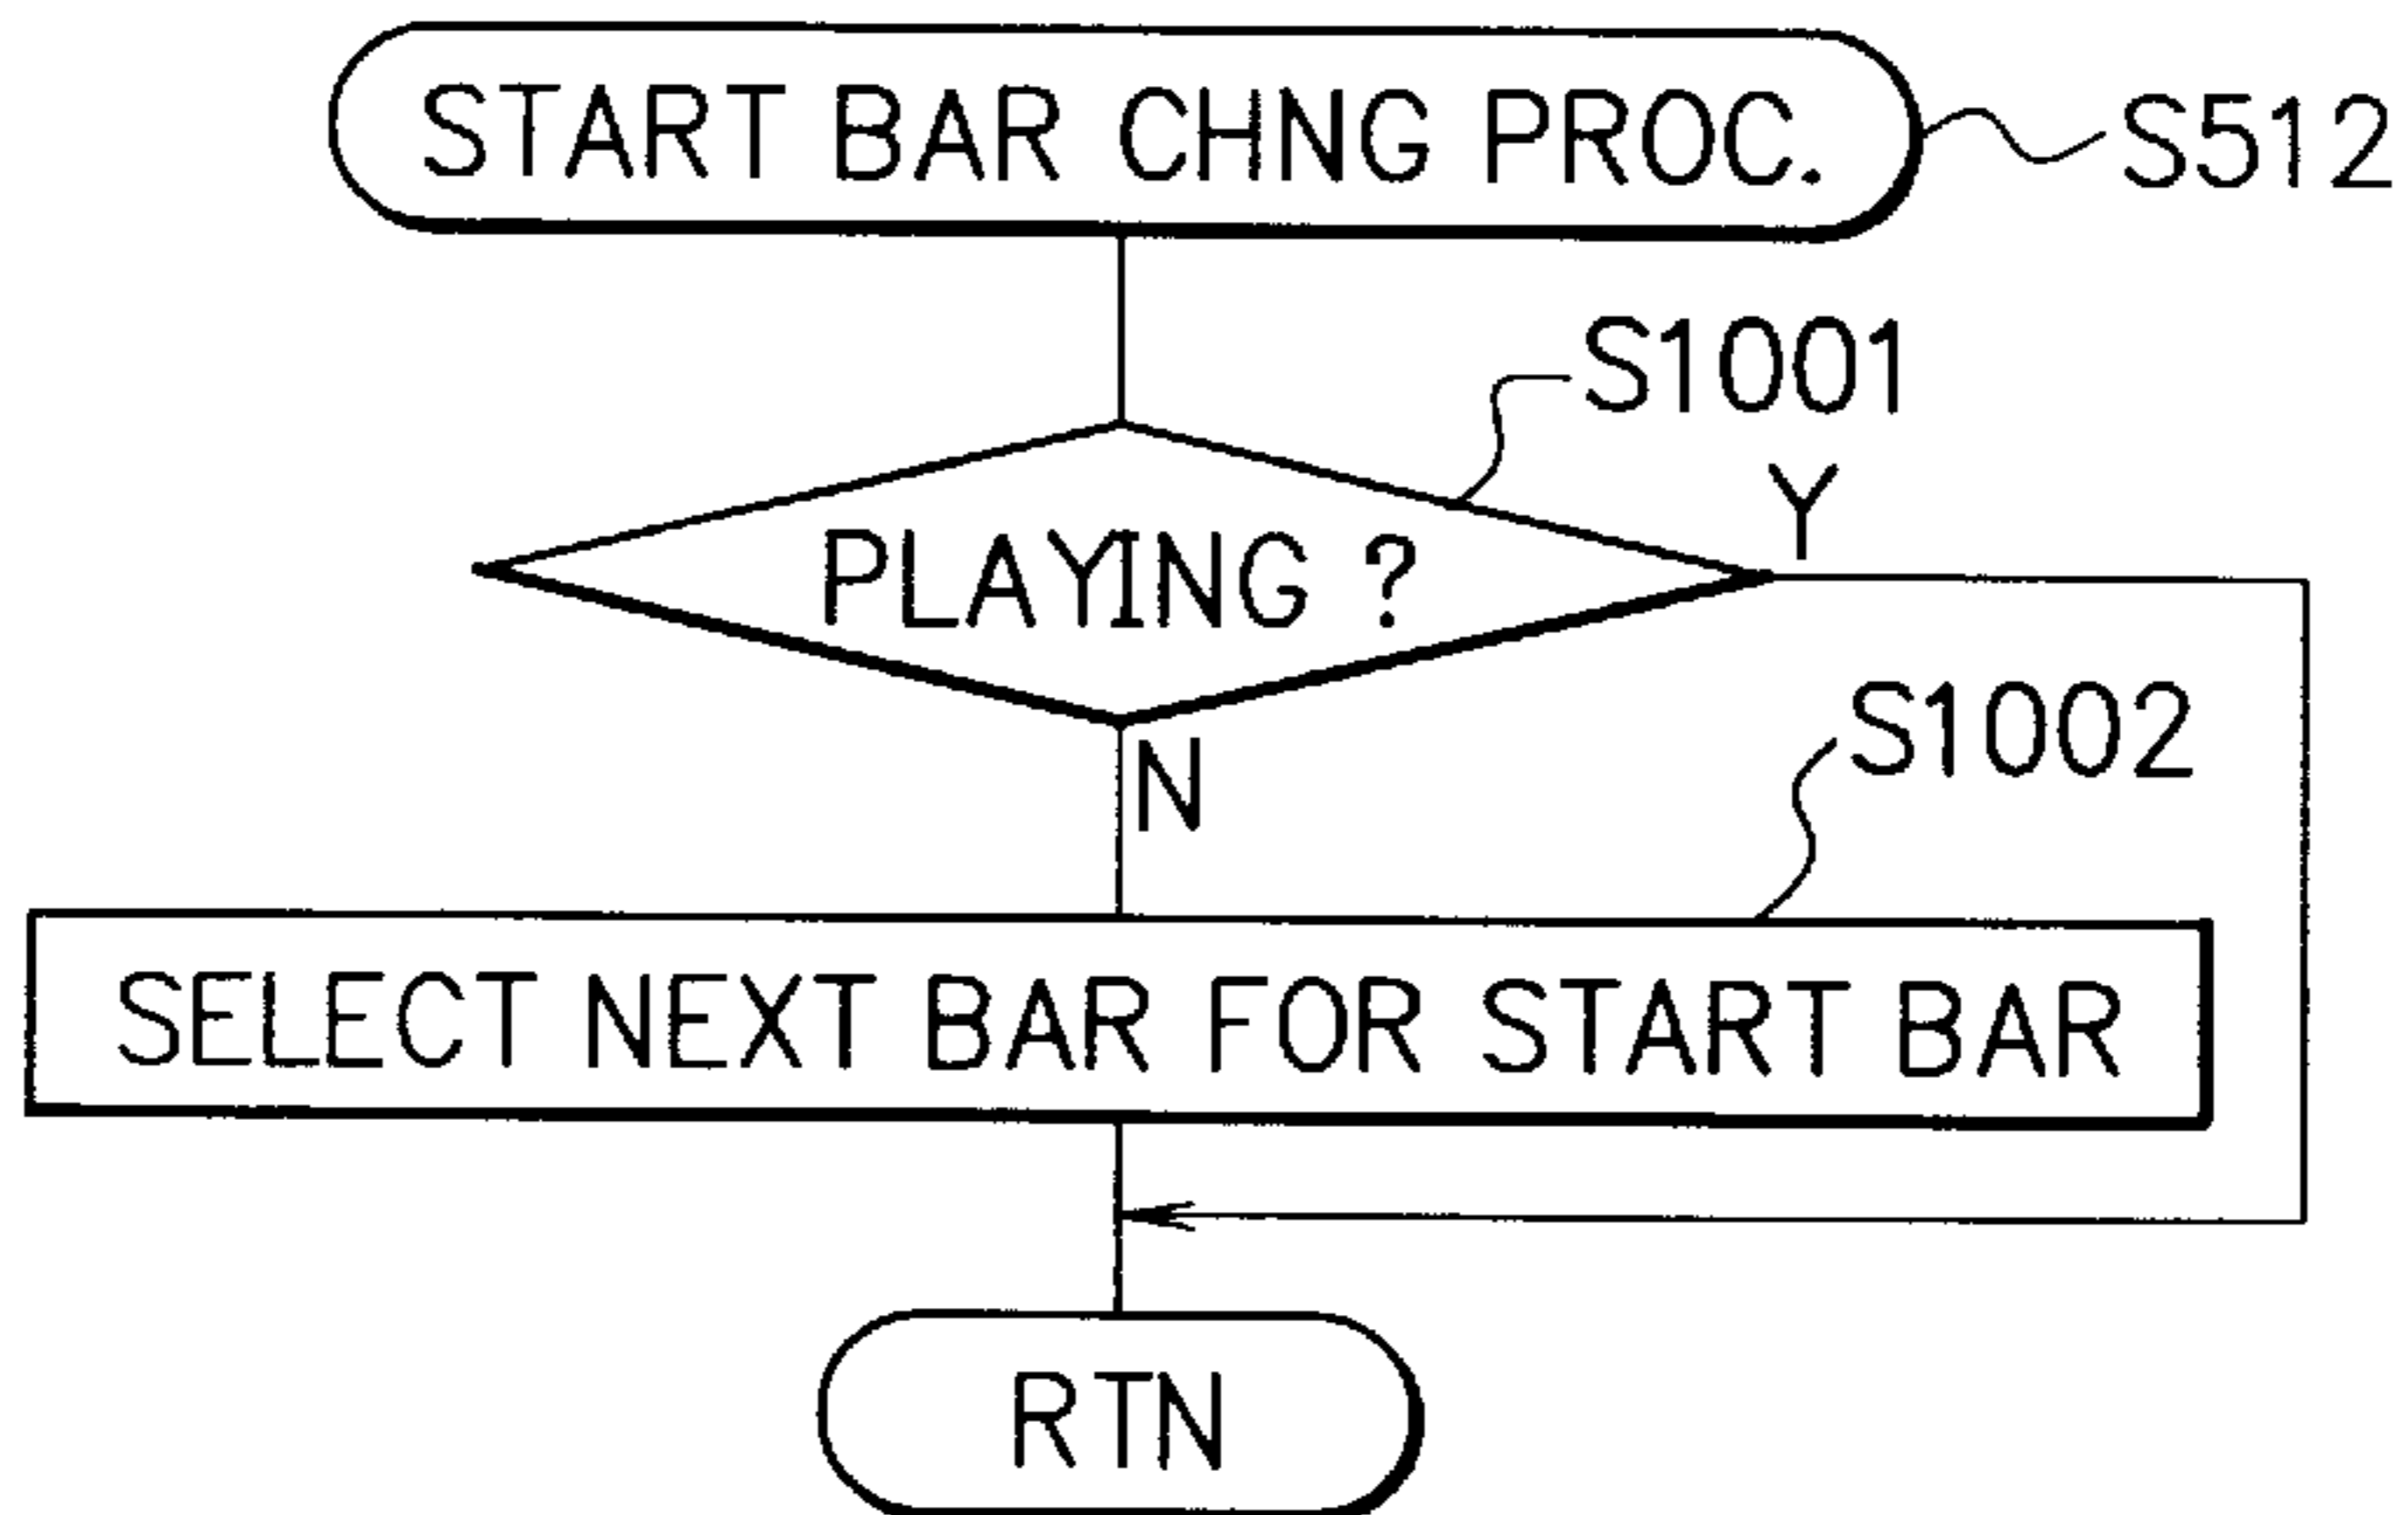 START BAR CHNG PROC.
S512
S1001
PLAYING ?
Y
N
S1002
SELECT NEXT BAR FOR START BAR
RTN